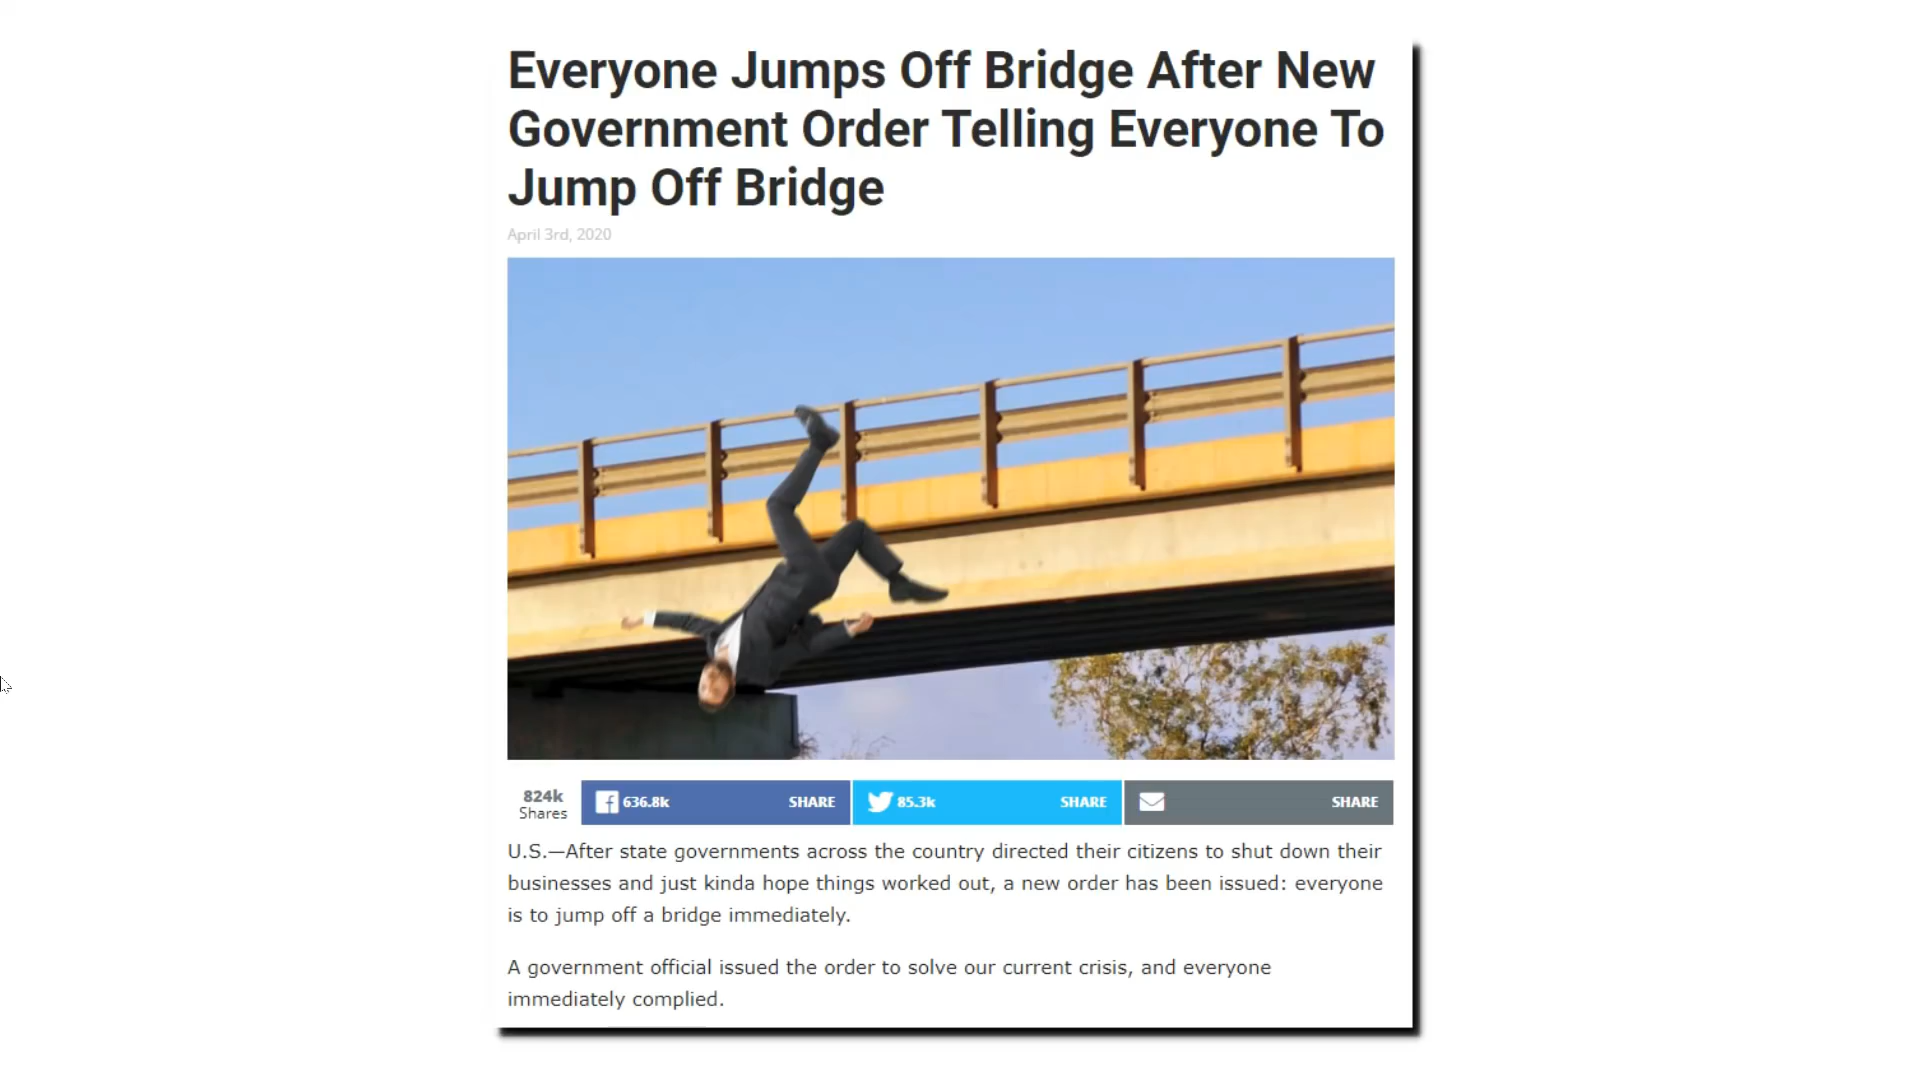 Everyone Jumps Off Bridge After New
Government Order Telling Everyone To
Jump Off Bridge
April 3rd, 2020
824k
Shares
636.8k SHARE
85.3k SHARE
SHARE
U.S.—After state governments across the country directed their citizens to shut down their
businesses and just kinda hope things worked out, a new order has been issued: everyone
is to jump off a bridge immediately.
A government official issued the order to solve our current crisis, and everyone
immediately complied.